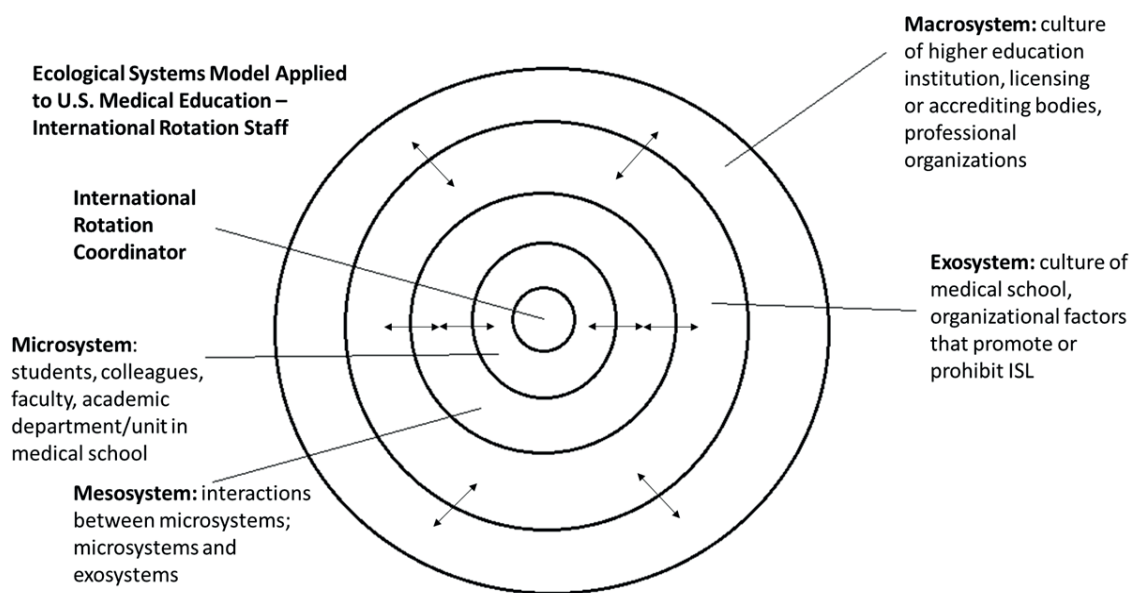 Ecological Systems Model Applied
to U.S. Medical Education –
International Rotation Staff
Macrosystem: culture
of higher education
institution, licensing
or accrediting bodies,
professional
organizations
International
Rotation
Coordinator
Exosystem: culture of
medical school,
organizational factors
that promote or
prohibit ISL
Microsystem:
students, colleagues,
faculty, academic
department/unit in
medical school
Mesosystem: interactions
between microsystems;
microsystems and
exosystems